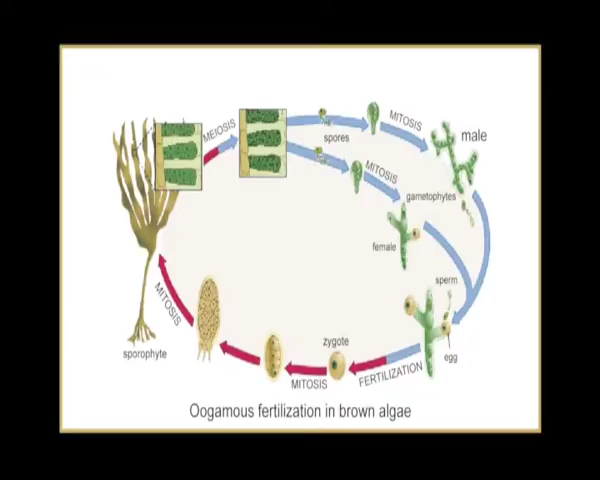 MEIOSIS
spores
MITOSIS
male
MITOSIS
gametophytes
female
sperm
egg
FERTILIZATION
zygote
MITOSIS
MITOSIS
sporophyte
Oogamous fertilization in brown algae